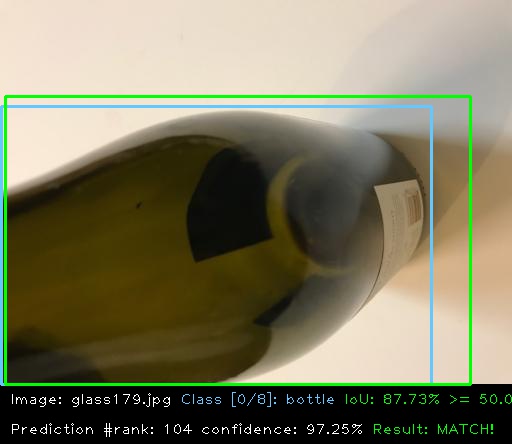 Image: glass179.jpg Class [0/8]: bottle IoU: 87.73% >= 50.0
Prediction #rank: 104 confidence: 97.25% Result: MATCH!